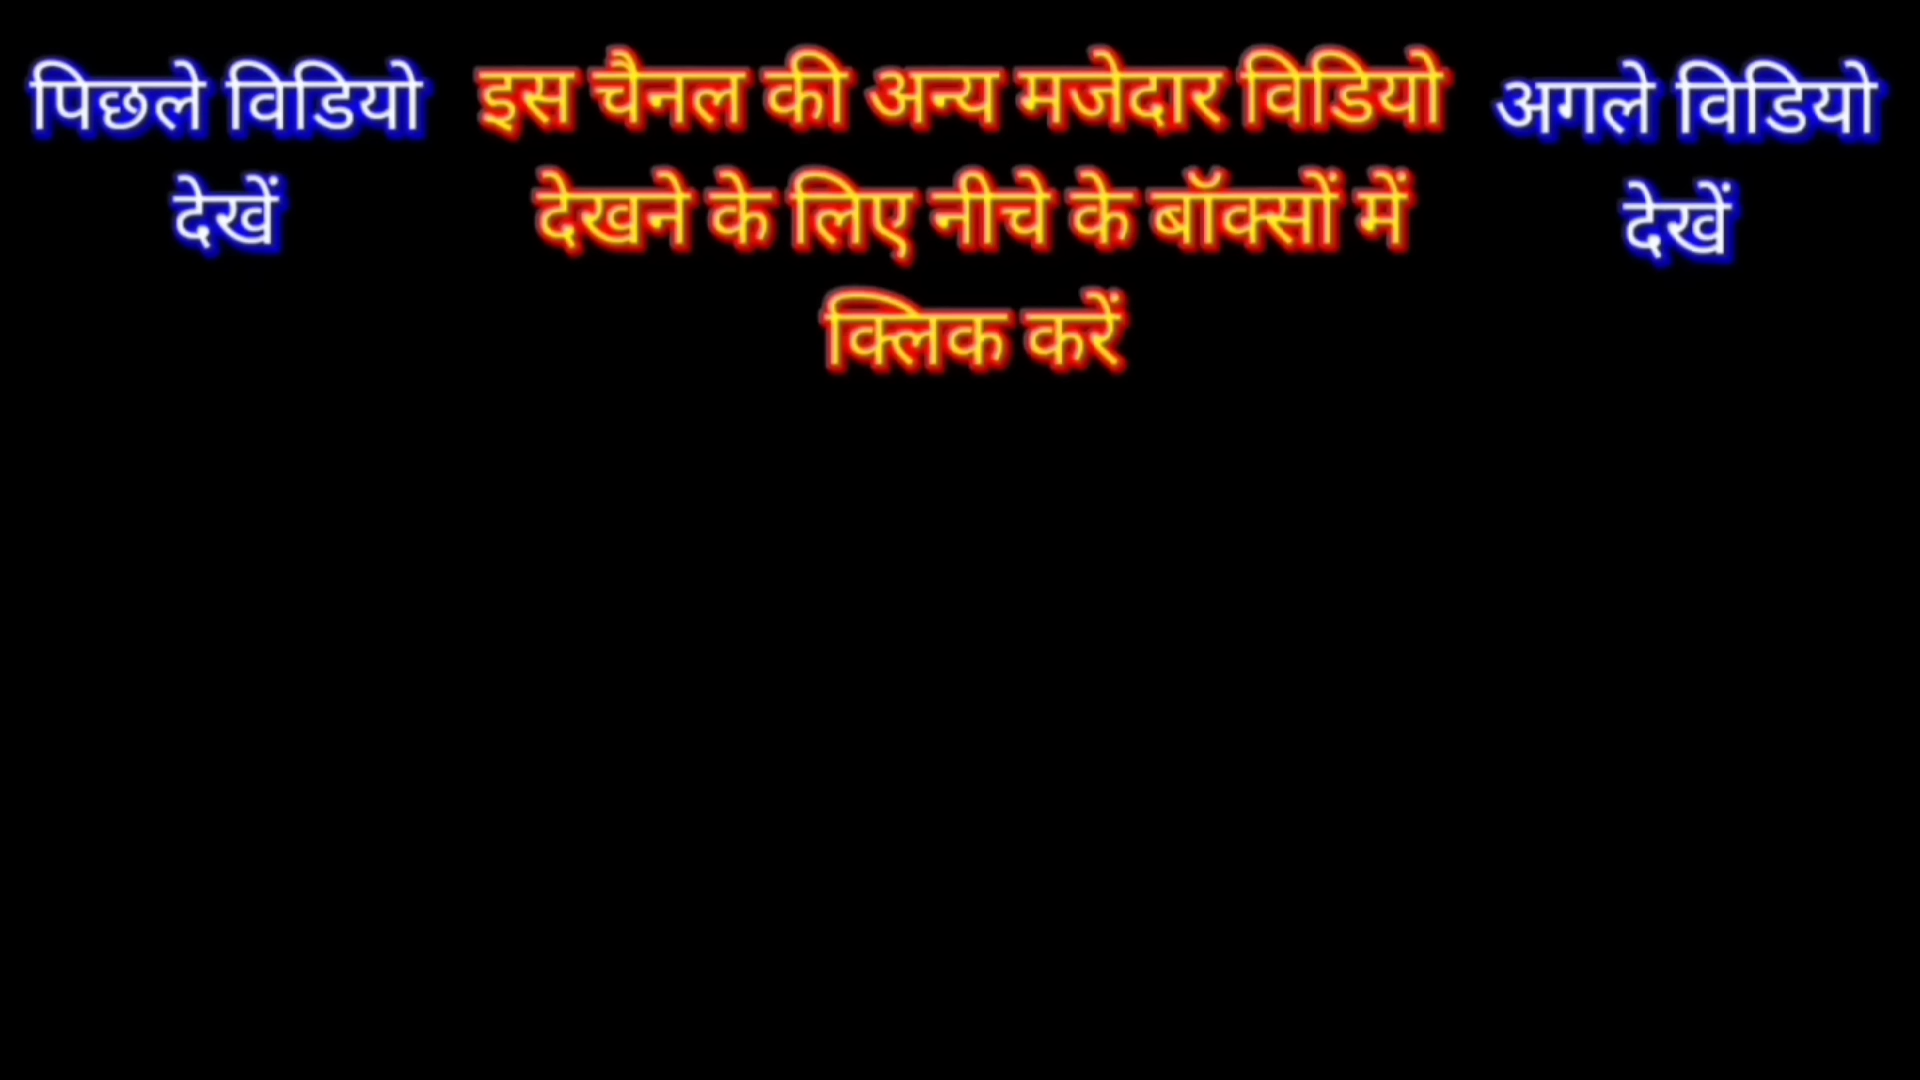 पिछले विडियो
देखें
इस चैनल की अन्य मजेदार विडियो
देखने के लिए नीचे के बॉक्सों में
क्लिक करें
अगले विडियो
देखें